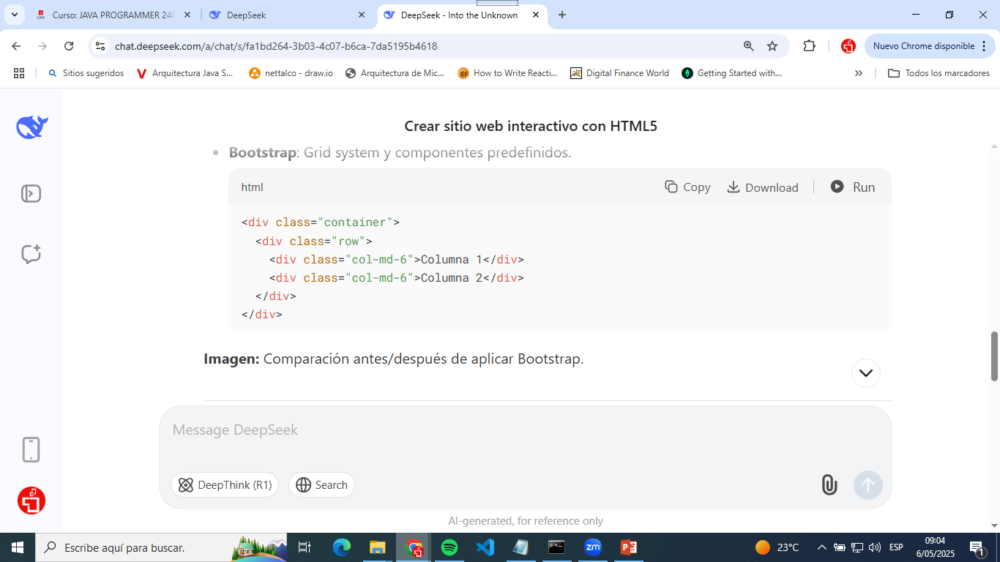 Curso: JAVA PROGRAMMER 240
DeepSeek
DeepSeek - Into the Unknown
chat.deepseek.com/a/chat/s/fa1bd264-3b03-4c07-b6ca-7da5195b4618
Nuevo Chrome disponible
Sitios sugeridos
Arquitectura Java S...
nettalco - draw.io
Arquitectura de Mic...
How to Write Reacti...
Digital Finance World
Getting Started with...
Todos los marcadores
Crear sitio web interactivo con HTML5
Bootstrap: Grid system y componentes predefinidos.
html
Copy
Download
Run
<div class="container">
<div class="row">
<div class="col-md-6">Columna 1</div>
<div class="col-md-6">Columna 2</div>
</div>
</div>
Imagen: Comparación antes/después de aplicar Bootstrap.
Message DeepSeek
DeepThink (R1)
Search
AI-generated, for reference only
Escribe aquí para buscar.
zm
23°C
ESP
09:04
6/05/2025
1